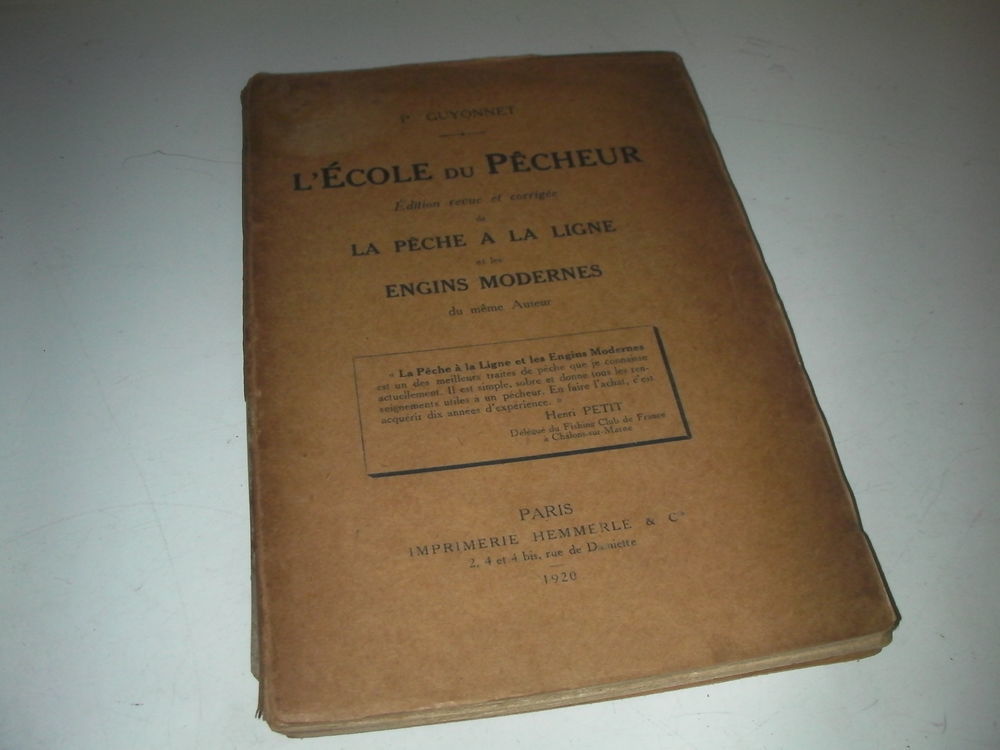 P. GUYONNET
L'ÉCOLE DU PÊCHEUR
Édition revue et corrigée
de
LA PÊCHE A LA LIGNE
et les
ENGINS MODERNES
du même Auteur
« La Pêche à la Ligne et les Engins Modernes
est un des meilleurs traités de pêche que je connaisse
actuellement. Il est simple, sobre et donne tous les ren-
seignements utiles à un pêcheur. En faire l'achat, c'est
acquérir dix années d'expérience. »
Henri PETIT
Délégué du Fishing Club de France
à Châlons-sur-Marne
PARIS
IMPRIMERIE HEMMERLÉ & Cie
2, 4 et 4 bis, rue de Damiette
1920